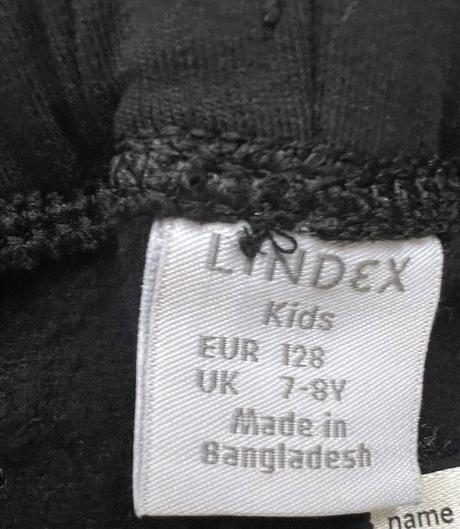 LINDEX
Kids
EUR 128
UK 7-8Y
Made in
Bangladesh
name